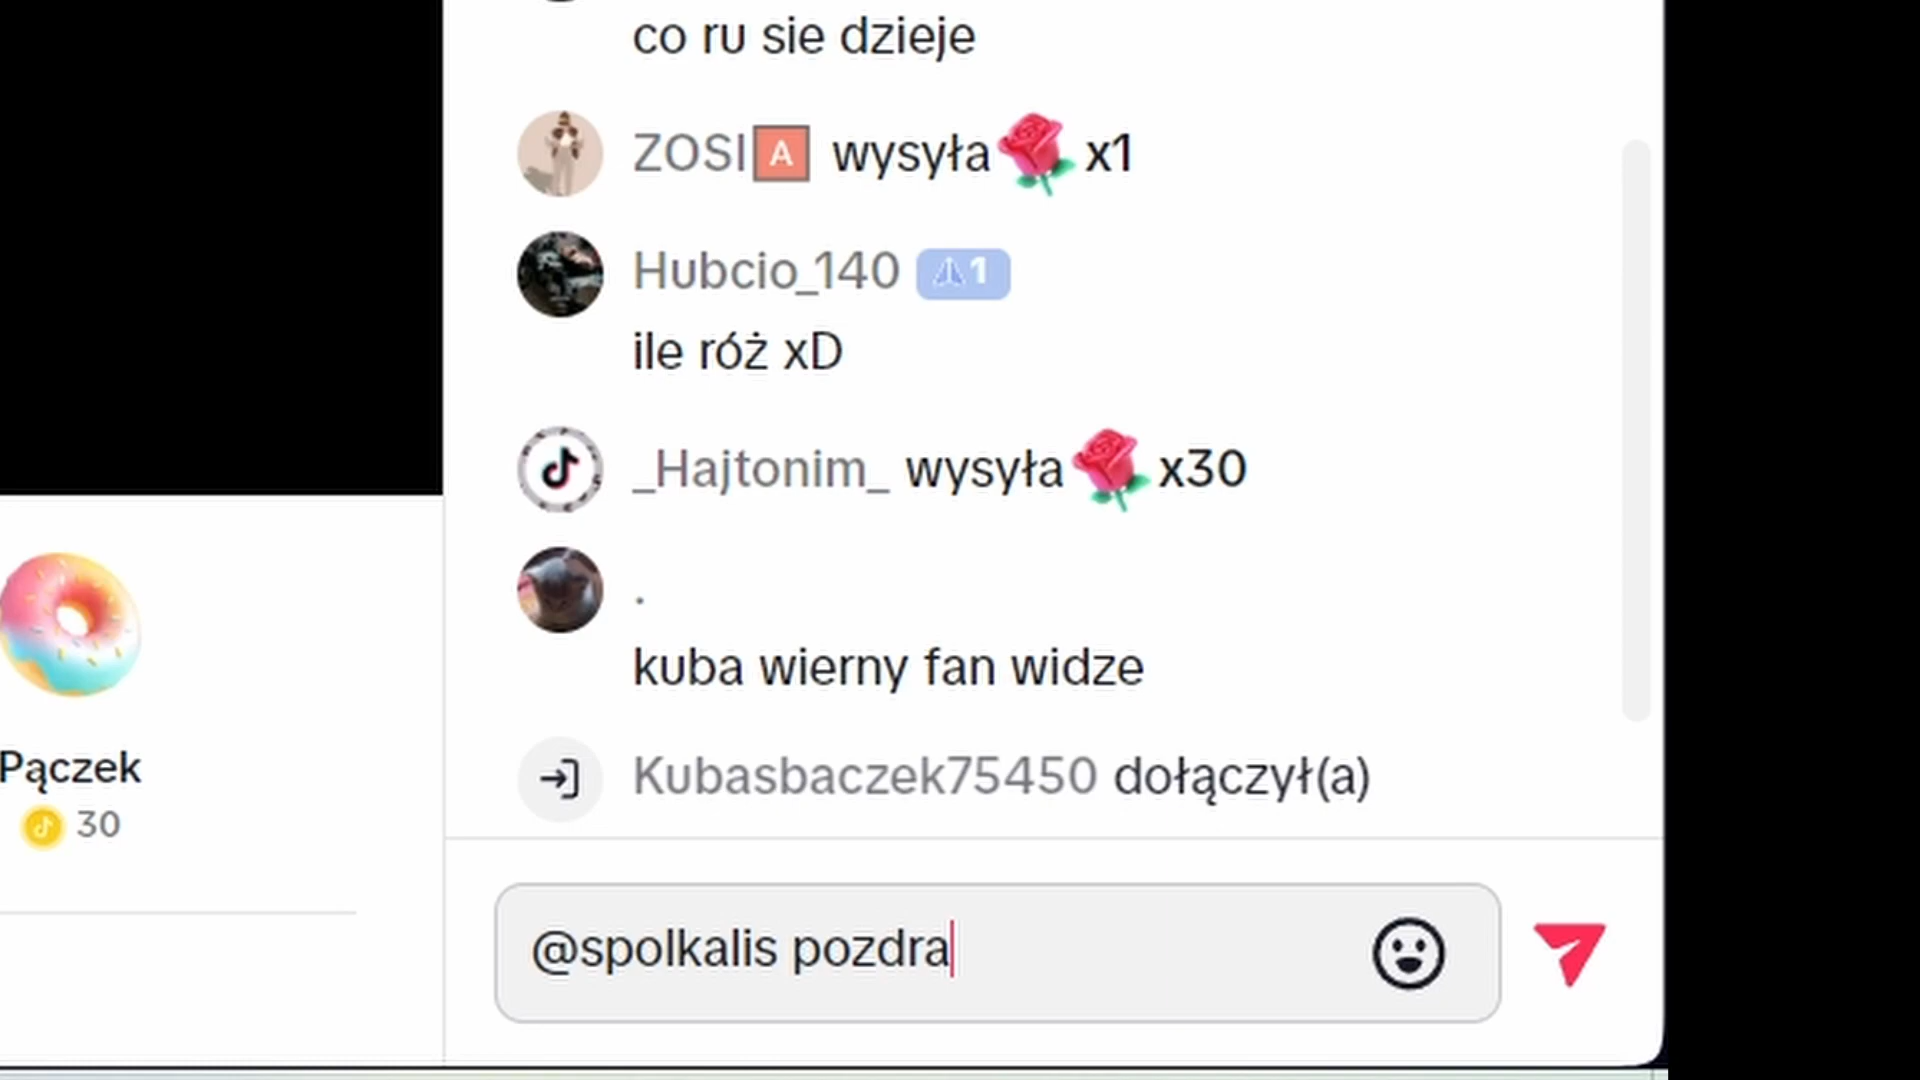 co ru sie dzieje
ZOSI🅰 wysyła x1
Hubcio_140 1
ile róż xD
_Hajtonim_ wysyła x30
.
kuba wierny fan widze
Kubasbaczek75450 dołączył(a)
Pączek
30
@spolkalis pozdra